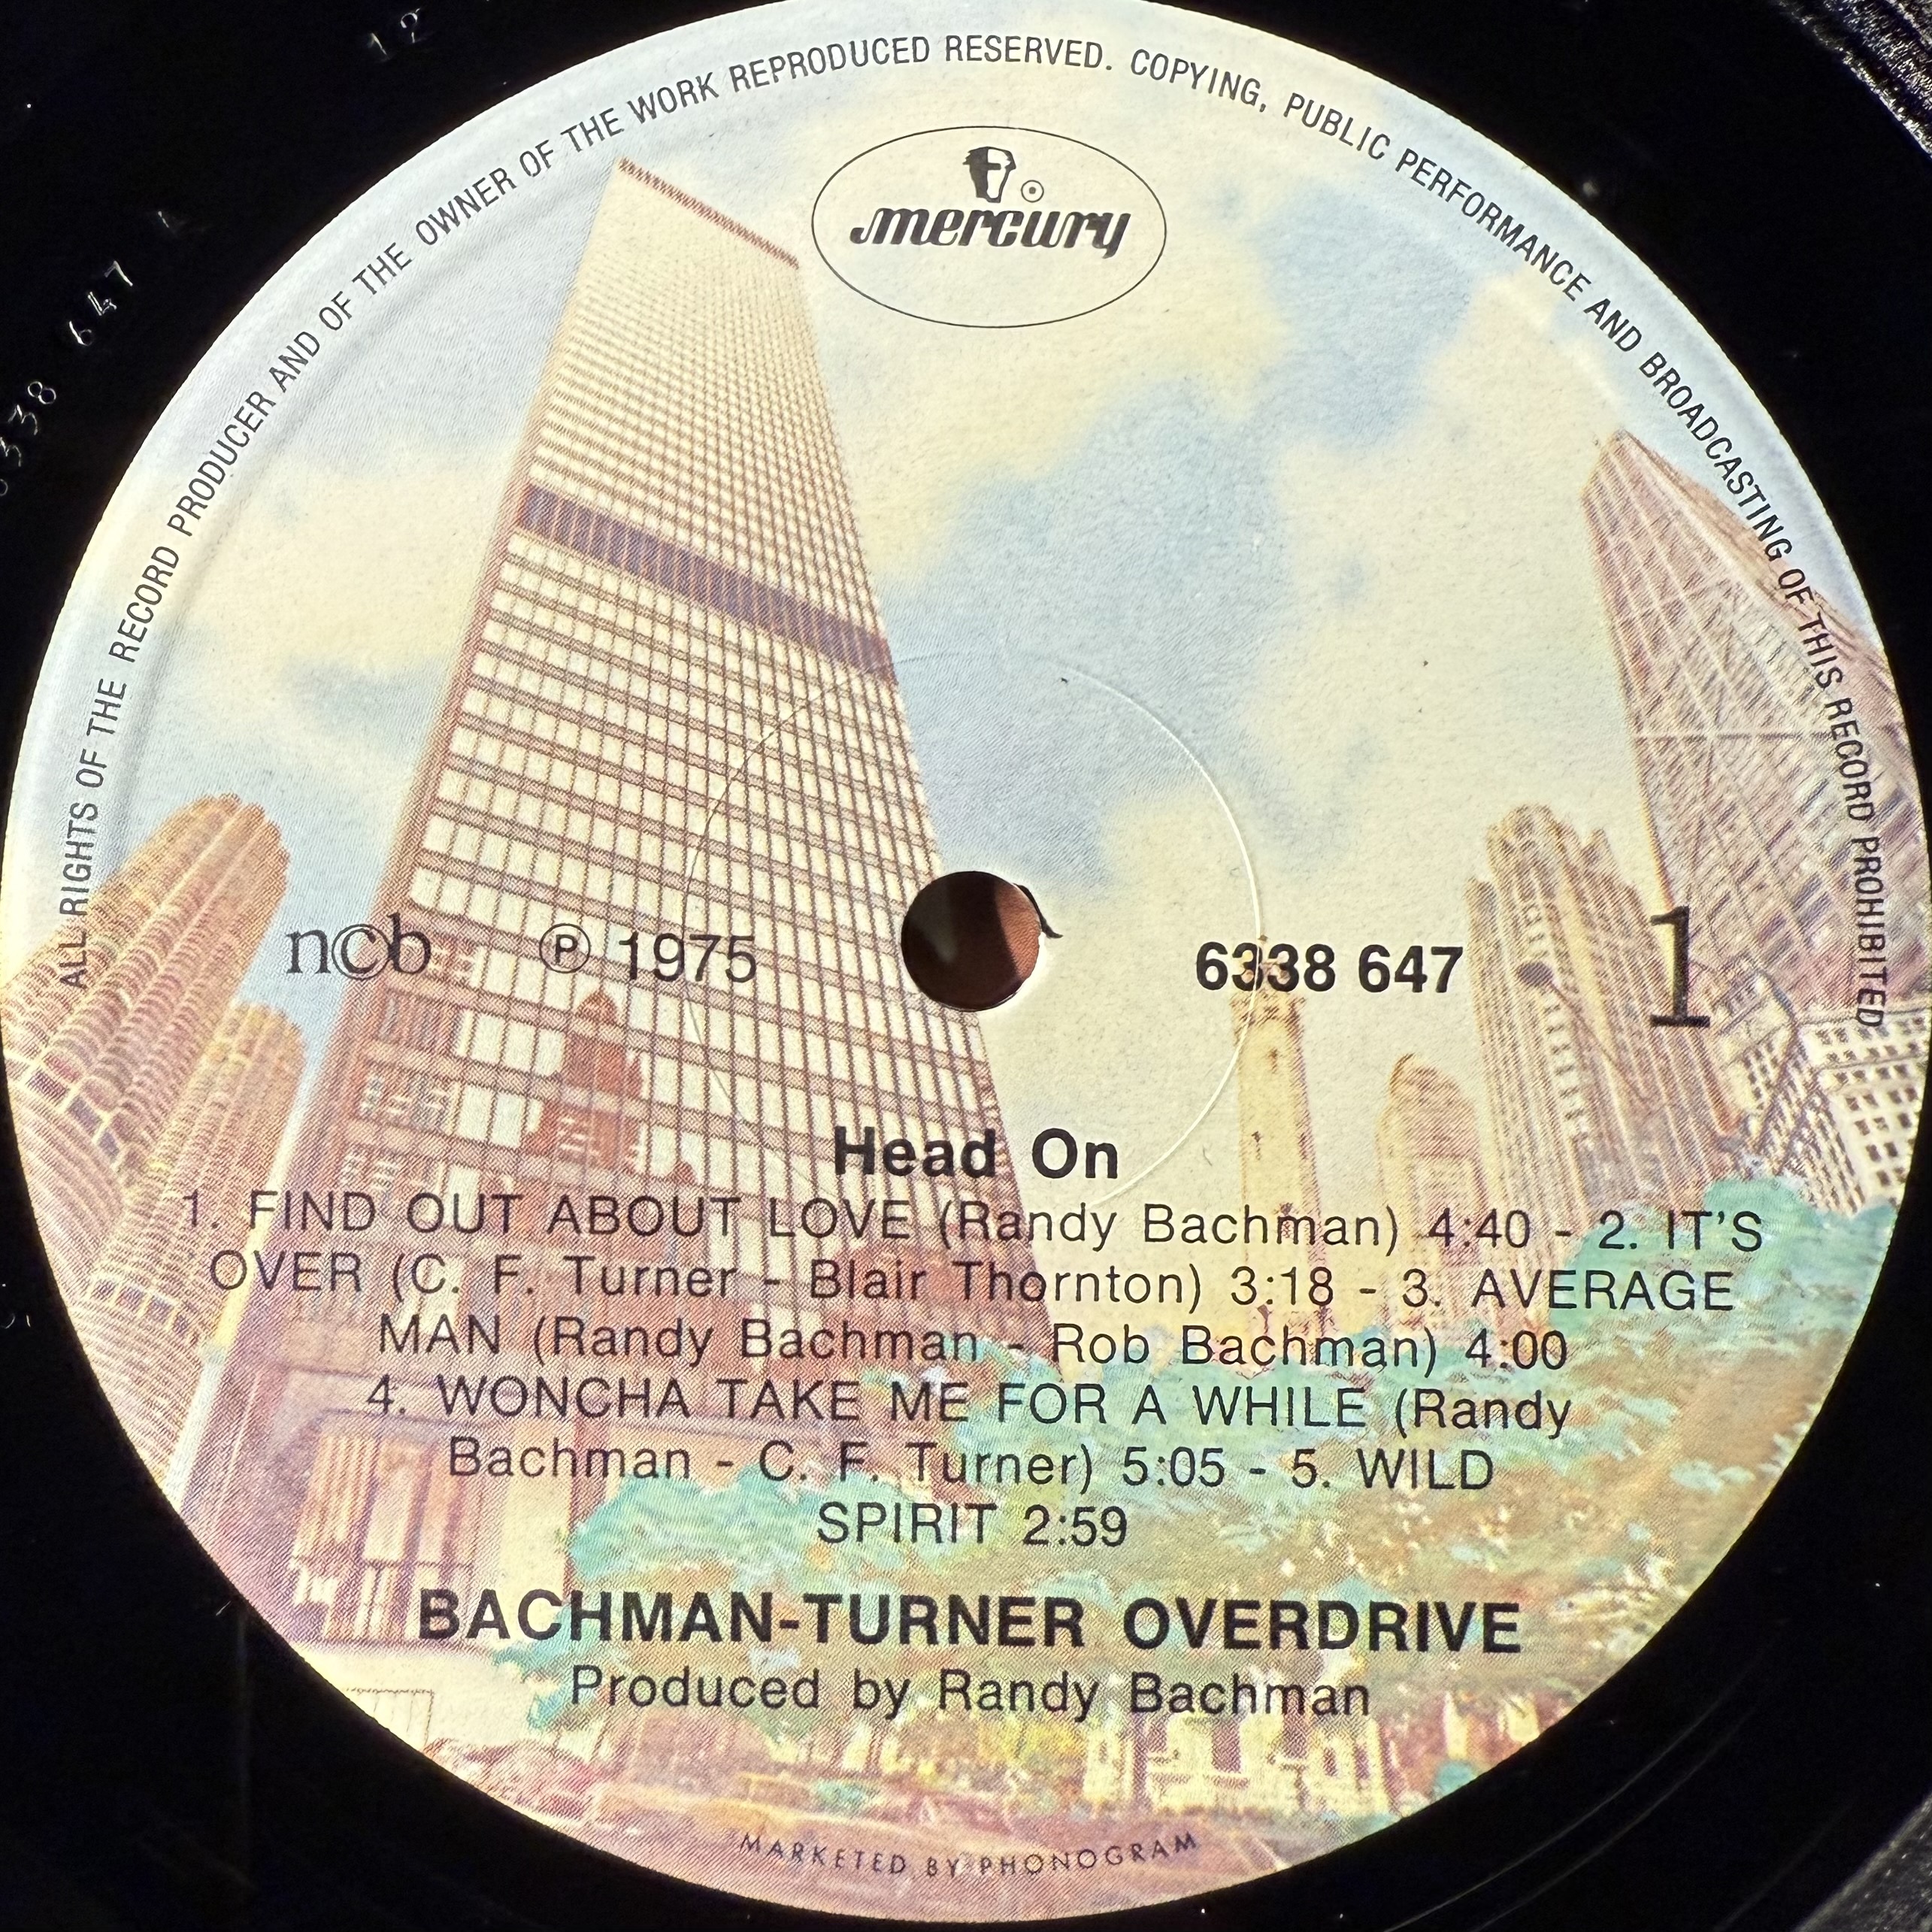 ALL RIGHTS OF THE RECORD PRODUCER AND OF THE OWNER OF THE WORK REPRODUCED RESERVED. COPYING, PUBLIC PERFORMANCE AND BROADCASTING OF THIS RECORD PROHIBITED
mercury
ncb ℗ 1975
6338 647
1
Head On
1. FIND OUT ABOUT LOVE (Randy Bachman) 4:40 - 2. IT'S
OVER (C. F. Turner - Blair Thornton) 3:18 - 3. AVERAGE
MAN (Randy Bachman - Rob Bachman) 4:00
4. WONCHA TAKE ME FOR A WHILE (Randy
Bachman - C. F. Turner) 5:05 - 5. WILD
SPIRIT 2:59
BACHMAN-TURNER OVERDRIVE
Produced by Randy Bachman
MARKETED BY PHONOGRAM